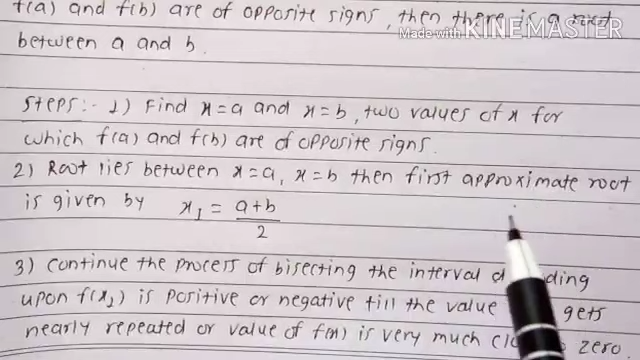 f(a) and f(b) are of opposite signs, then there is a root
Made with KINEMASTER
between a and b.
Steps:- 1) Find x=a and x=b, two values of x for
which f(a) and f(b) are of opposite signs.
2) Root lies between x=a, x=b then first approximate root
is given by x₁ = a+b/2
3) Continue the process of bisecting the interval ding
upon f(x₁) is positive or negative till the value gets
nearly repeated or value of f(x) is very much zero